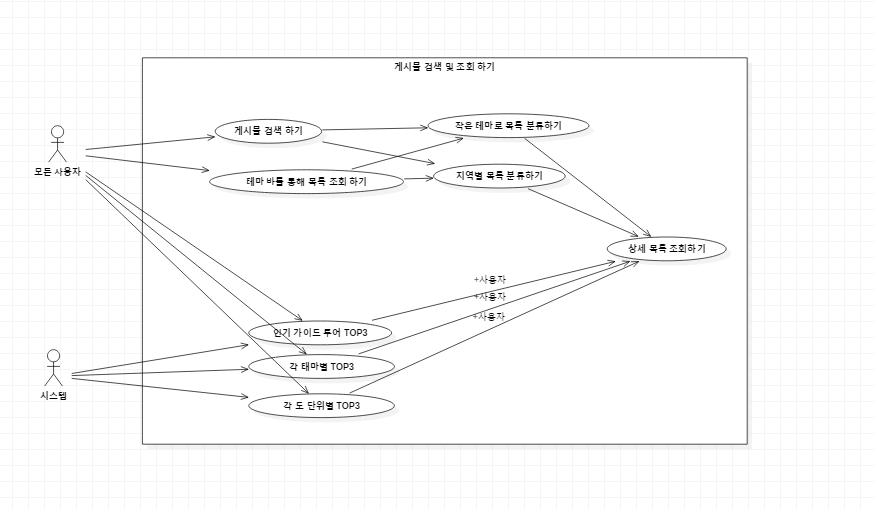 게시물 검색 및 조회 하기
게시물 검색 하기
작은 테마로 목록 분류하기
모든 사용자
테마 바를 통해 목록 조회 하기
지역별 목록 분류하기
상세 목록 조회하기
+사용자
+사용자
+사용자
인기 가이드 투어 TOP3
각 태마별 TOP3
시스템
각 도 단위별 TOP3